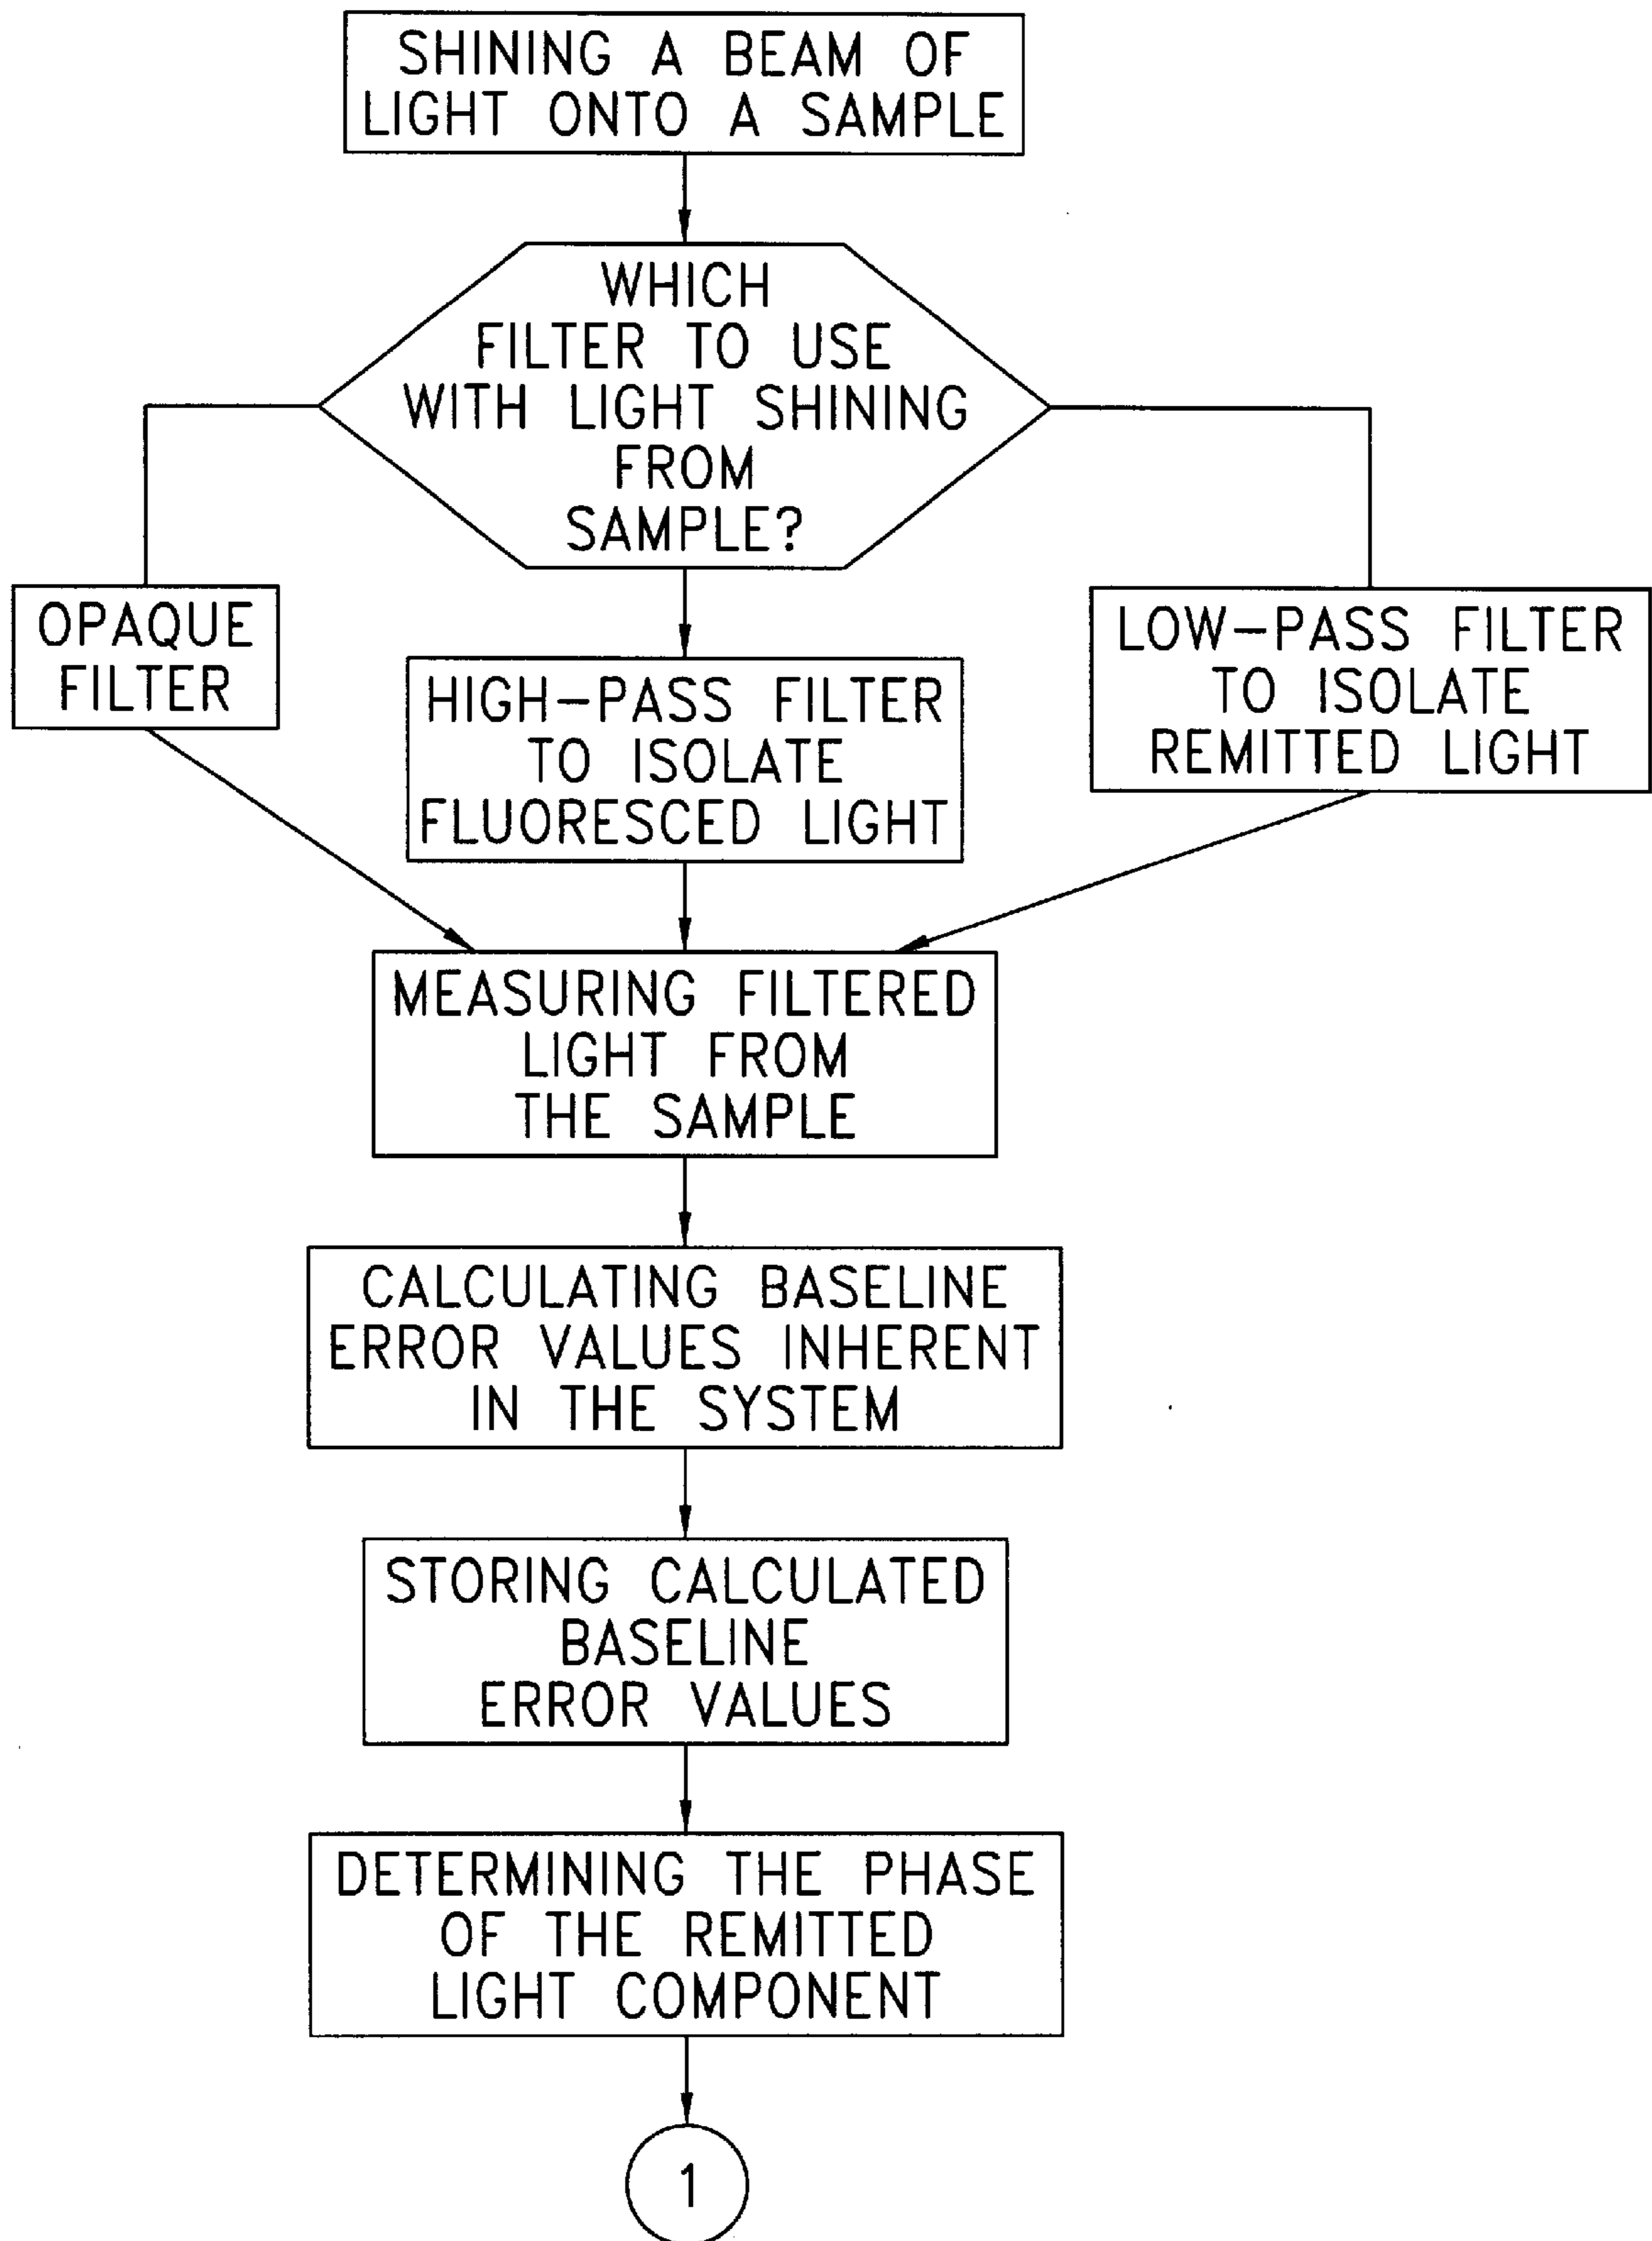 SHINING A BEAM OF
LIGHT ONTO A SAMPLE
WHICH
FILTER TO USE
WITH LIGHT SHINING
FROM
SAMPLE?
OPAQUE
FILTER
HIGH-PASS FILTER
TO ISOLATE
FLUORESCED LIGHT
LOW-PASS FILTER
TO ISOLATE
REMITTED LIGHT
MEASURING FILTERED
LIGHT FROM
THE SAMPLE
CALCULATING BASELINE
ERROR VALUES INHERENT
IN THE SYSTEM
STORING CALCULATED
BASELINE
ERROR VALUES
DETERMINING THE PHASE
OF THE REMITTED
LIGHT COMPONENT
1